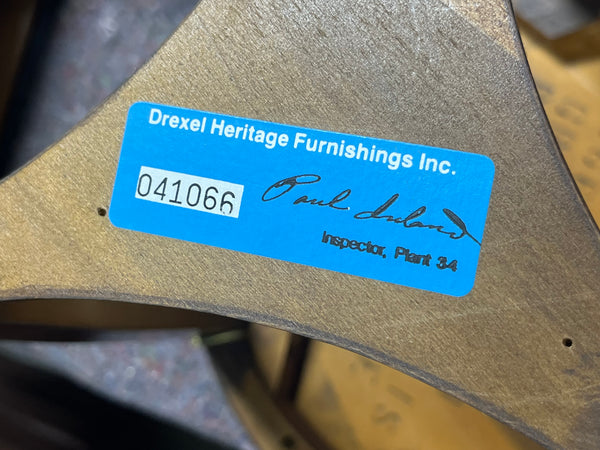 Drexel Heritage Furnishings Inc.
041066
Paul Ireland
Inspector, Plant 34